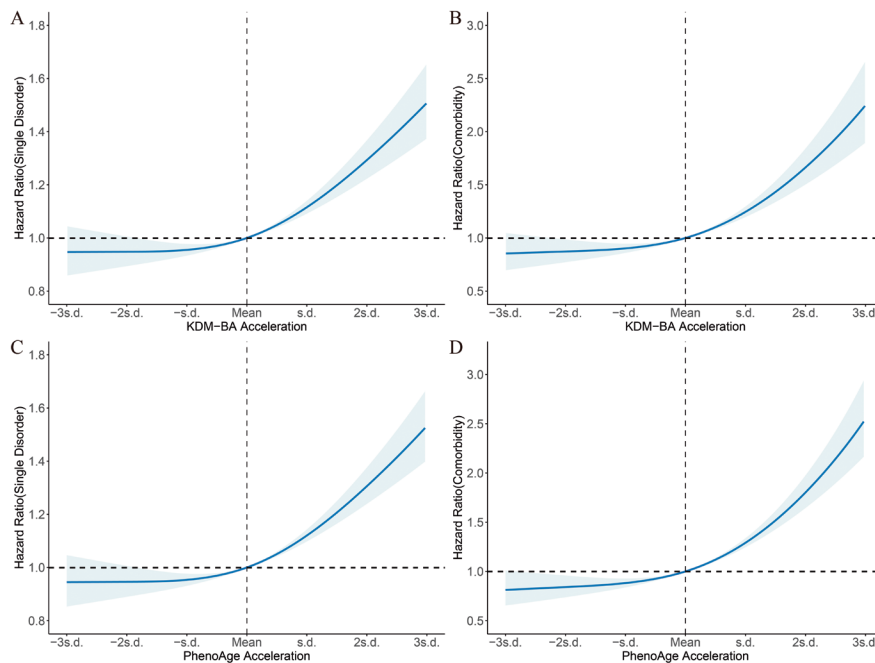 A
Hazard Ratio(Single Disorder)
1.8
1.6
1.4
1.2
1.0
0.8
−3s.d. −2s.d. −s.d. Mean s.d. 2s.d. 3s.d.
KDM−BA Acceleration
B
Hazard Ratio(Comorbidity)
3.0
2.5
2.0
1.5
1.0
0.5
−3s.d. −2s.d. −s.d. Mean s.d. 2s.d. 3s.d.
KDM−BA Acceleration
C
Hazard Ratio(Single Disorder)
1.8
1.6
1.4
1.2
1.0
0.8
−3s.d. −2s.d. −s.d. Mean s.d. 2s.d. 3s.d.
PhenoAge Acceleration
D
Hazard Ratio(Comorbidity)
3.0
2.5
2.0
1.5
1.0
0.5
−3s.d. −2s.d. −s.d. Mean s.d. 2s.d. 3s.d.
PhenoAge Acceleration